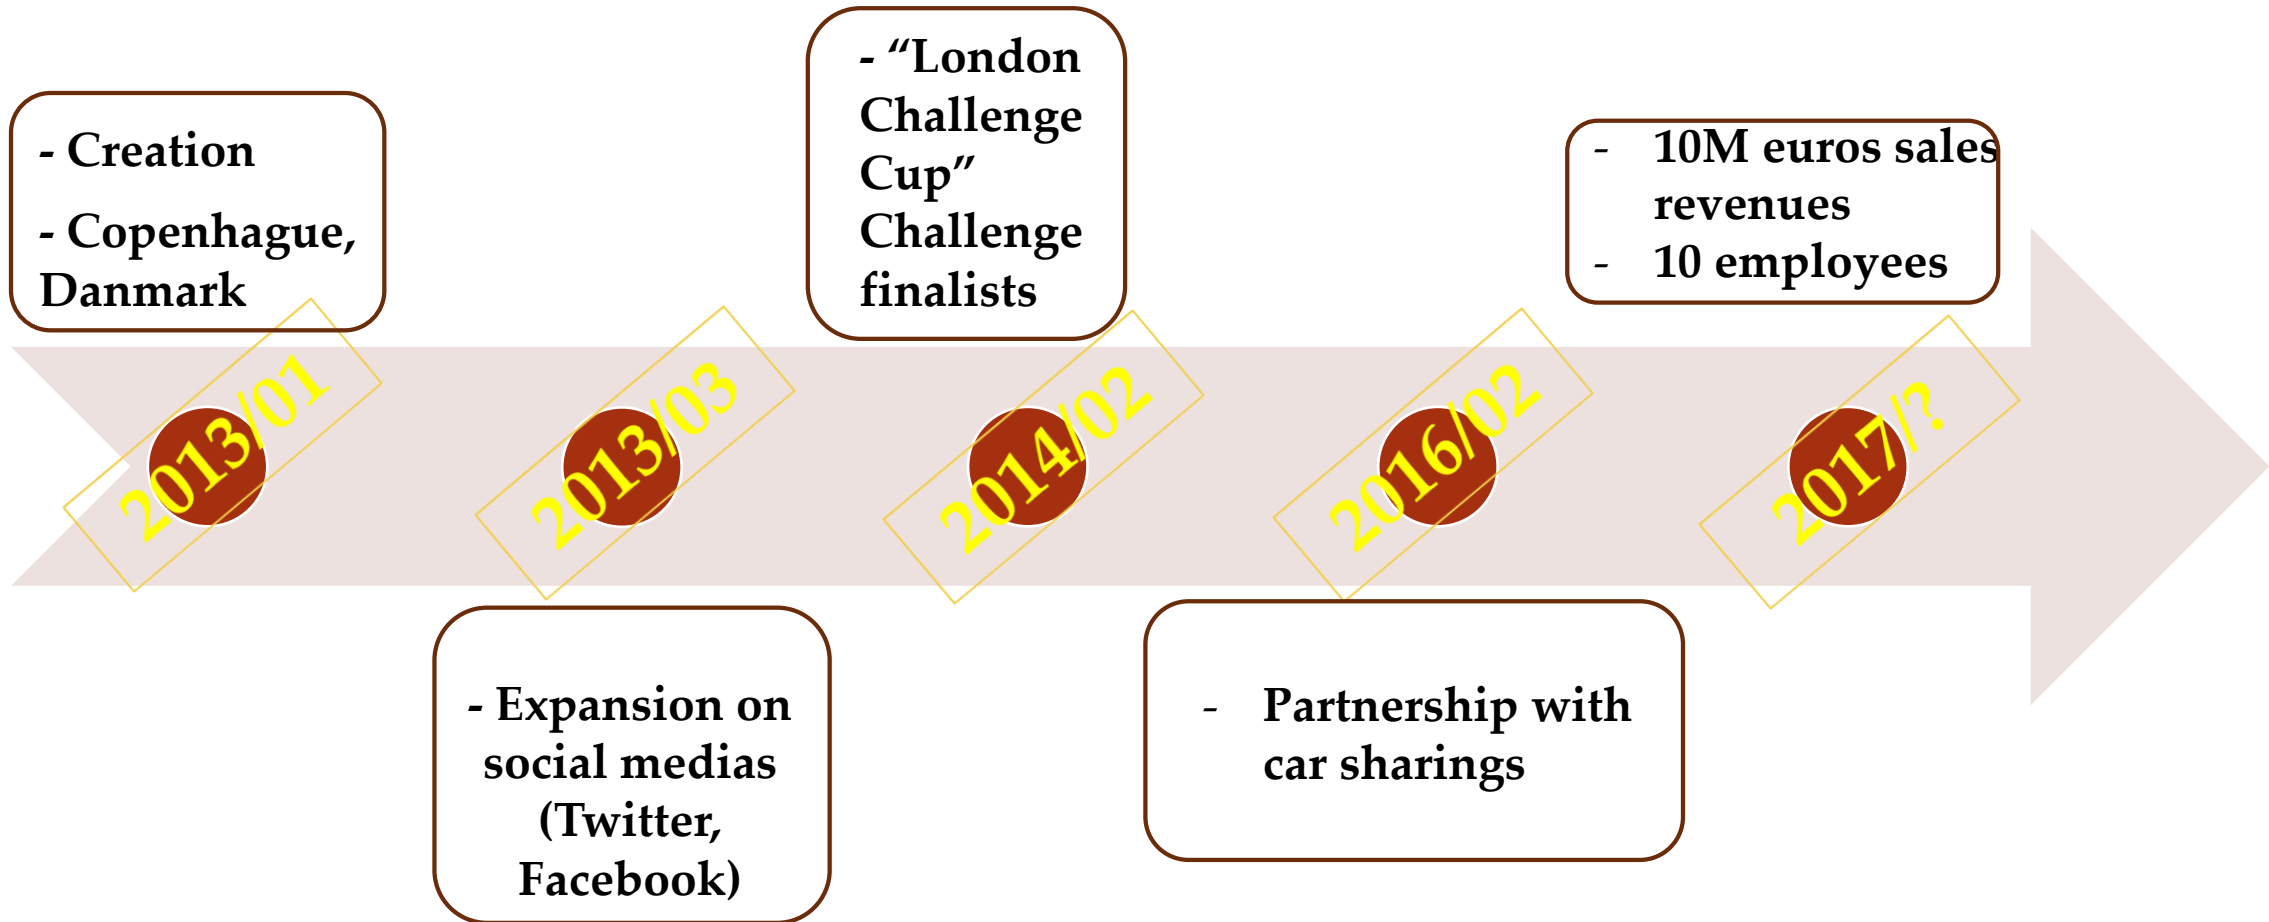 - Creation
- Copenhague,
Danmark
2013/01
- Expansion on
social medias
(Twitter,
Facebook)
2013/03
- “London
Challenge
Cup”
Challenge
finalists
2014/02
- Partnership with
car sharings
2016/02
- 10M euros sales
revenues
- 10 employees
2017/?